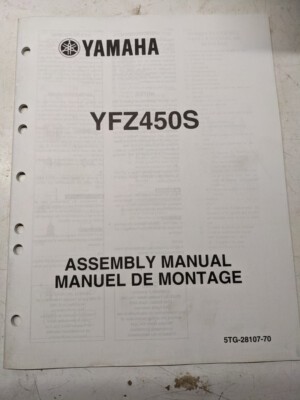 YAMAHA
YFZ450S
ASSEMBLY MANUAL
MANUEL DE MONTAGE
5TG-28107-70